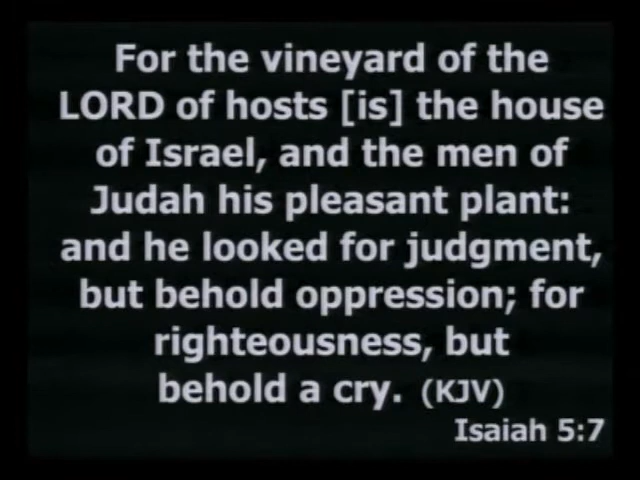 For the vineyard of the
LORD of hosts [is] the house
of Israel, and the men of
Judah his pleasant plant:
and he looked for judgment,
but behold oppression; for
righteousness, but
behold a cry. (KJV)
Isaiah 5:7